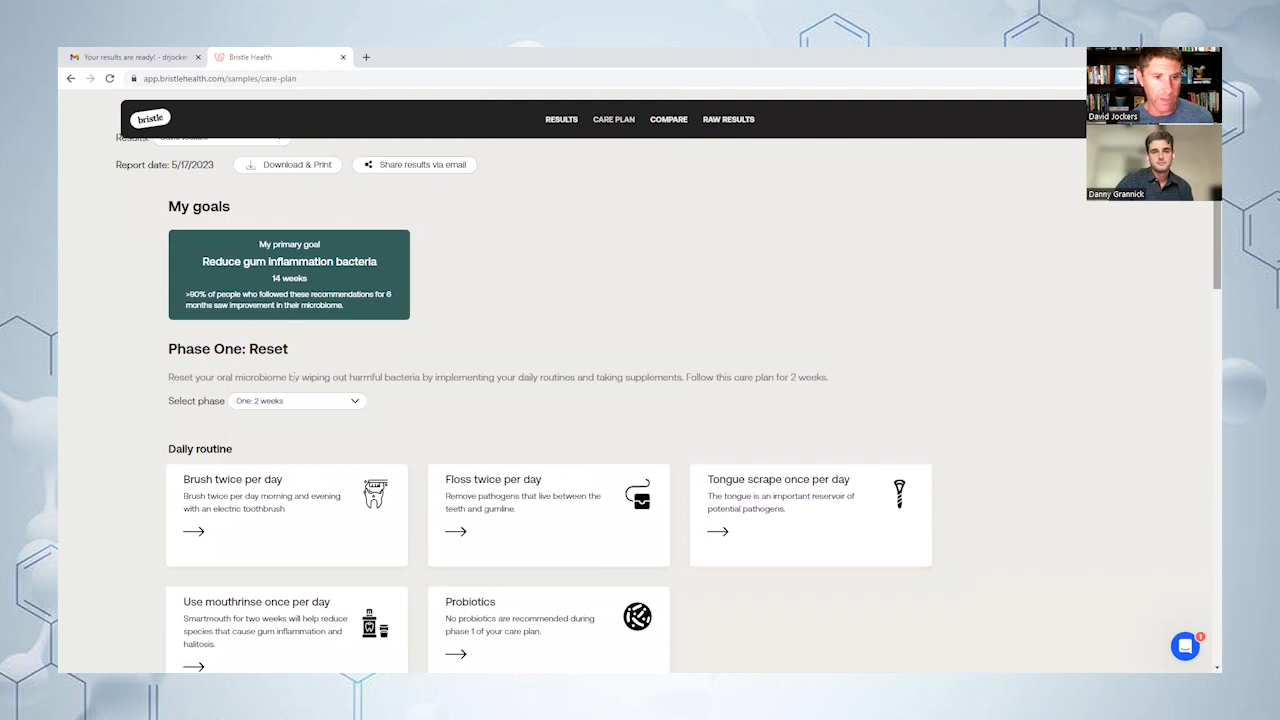 Your results are ready! - drjocker
Bristle Health
app.bristlehealth.com/samples/care-plan
bristle
RESULTS
CARE PLAN
COMPARE
RAW RESULTS
David Jockers
Danny Grannick
Results:
Report date: 5/17/2023
Download & Print
Share results via email
My goals
My primary goal
Reduce gum inflammation bacteria
14 weeks
>90% of people who followed these recommendations for 6
months saw improvement in their microbiome.
Phase One: Reset
Reset your oral microbiome by wiping out harmful bacteria by implementing your daily routines and taking supplements. Follow this care plan for 2 weeks.
Select phase
One: 2 weeks
Daily routine
Brush twice per day
Brush twice per day morning and evening
with an electric toothbrush
Floss twice per day
Remove pathogens that live between the
teeth and gumline.
Tongue scrape once per day
The tongue is an important reservoir of
potential pathogens.
Use mouthrinse once per day
Smartmouth for two weeks will help reduce
species that cause gum inflammation and
halitosis.
Probiotics
No probiotics are recommended during
phase 1 of your care plan.
1